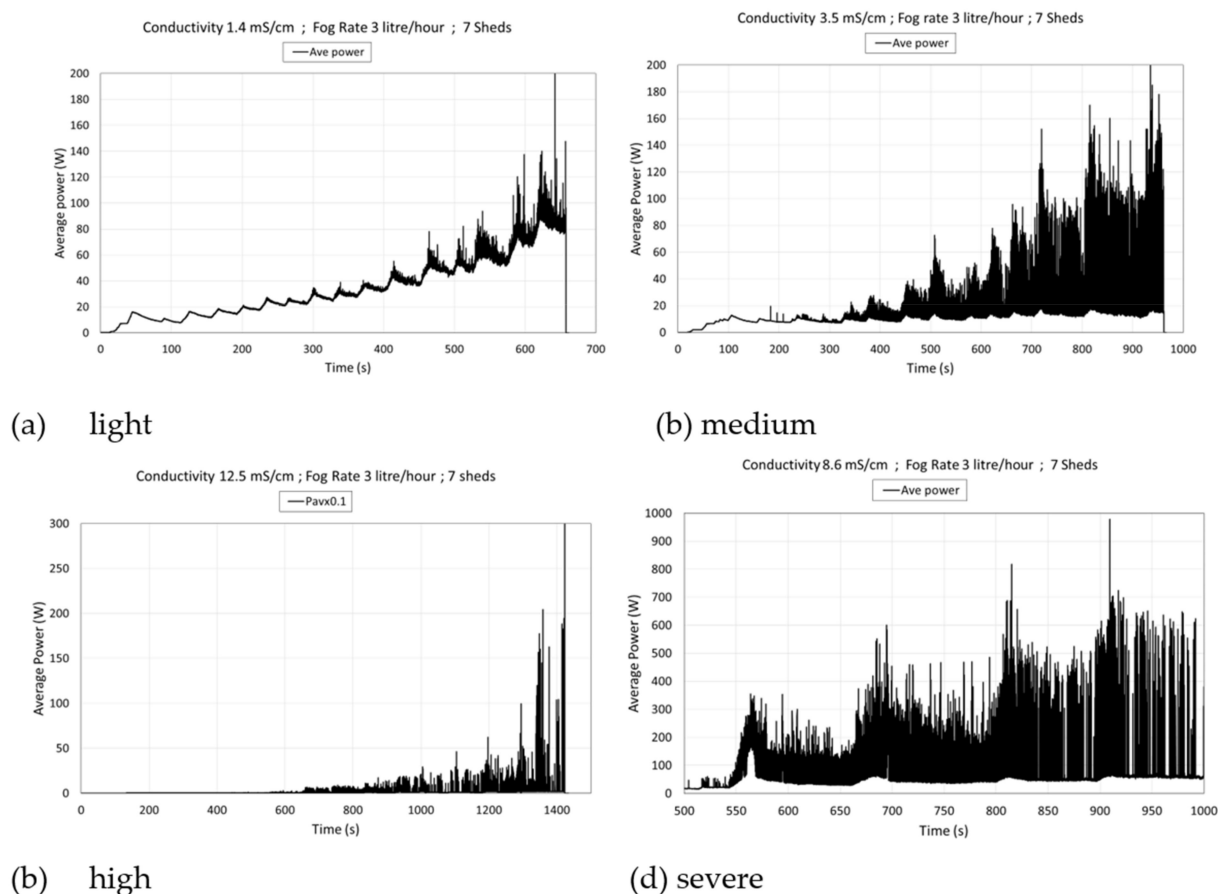 Conductivity 1.4 mS/cm ; Fog Rate 3 litre/hour ; 7 Sheds
Ave power
Average power (W)
200
180
160
140
120
100
80
60
40
20
0
0 100 200 300 400 500 600 700
Time (s)
(a) light
Conductivity 3.5 mS/cm ; Fog rate 3 litre/hour ; 7 Sheds
Ave power
Average Power (W)
200
180
160
140
120
100
80
60
40
20
0
0 100 200 300 400 500 600 700 800 900 1000
Time (s)
(b) medium
Conductivity 12.5 mS/cm ; Fog Rate 3 litre/hour ; 7 sheds
Pavx0.1
Average Power (W)
300
250
200
150
100
50
0
0 200 400 600 800 1000 1200 1400
Time (s)
(b) high
Conductivity 8.6 mS/cm ; Fog Rate 3 litre/hour ; 7 Sheds
Ave power
Average Power (W)
1000
900
800
700
600
500
400
300
200
100
0
500 550 600 650 700 750 800 850 900 950 1000
Time (s)
(d) severe